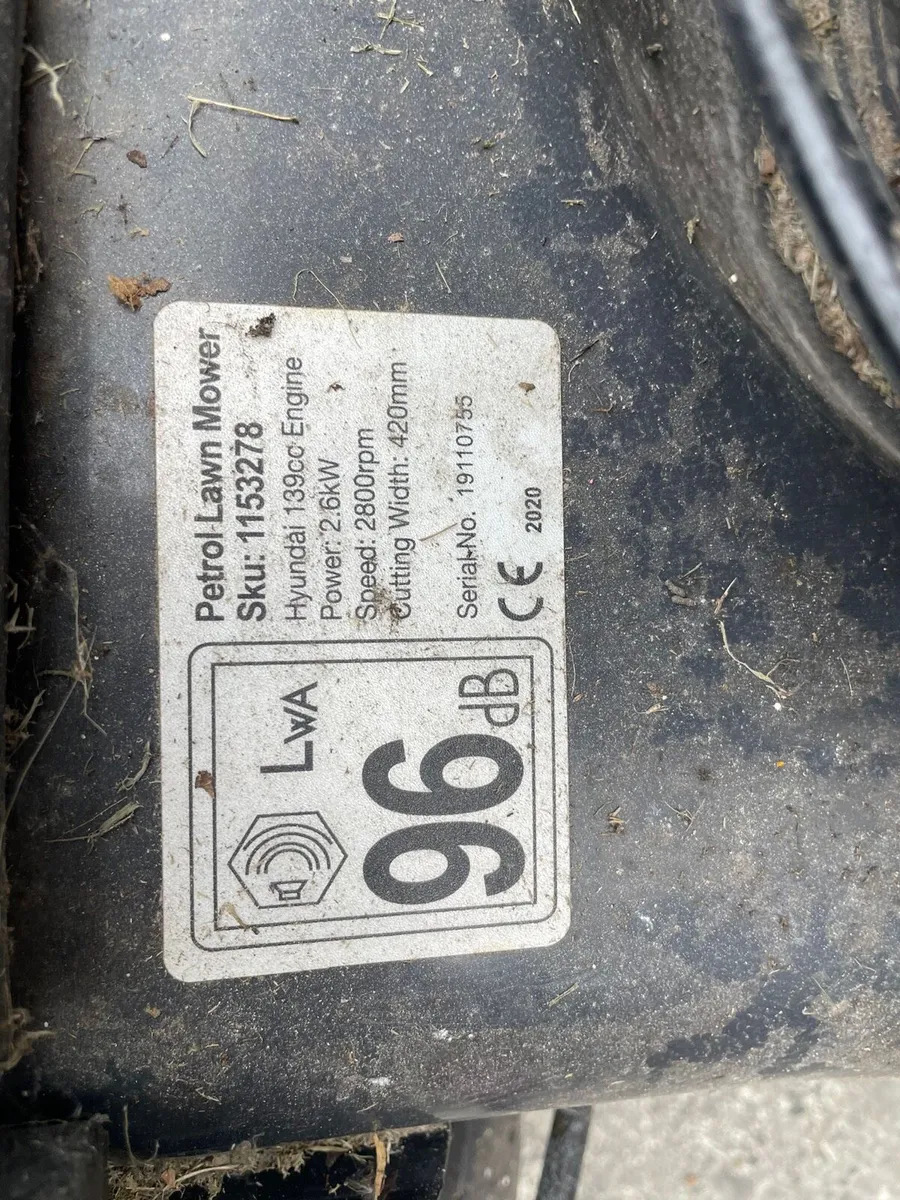 Petrol Lawn Mower
Sku: 1153278
Hyundai 139cc Engine
Power: 2.6kW
Speed: 2800rpm
Cutting Width: 420mm
Serial No. 19110755
CE 2020
LwA
96 dB